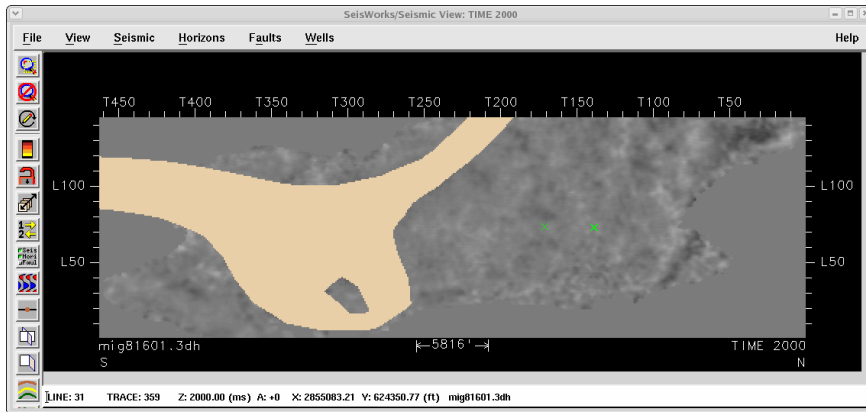 SeisWorks/Seismic View: TIME 2000
File View Seismic Horizons Faults Wells Help
T450 T400 T350 T300 T250 T200 T150 T100 T50
L100 L100
L50 L50
mig81601.3dh 5816' TIME 2000
S N
LINE: 31 TRACE: 359 Z: 2000.00 (ms) A: +0 X: 2855083.21 Y: 624350.77 (ft) mig81601.3dh